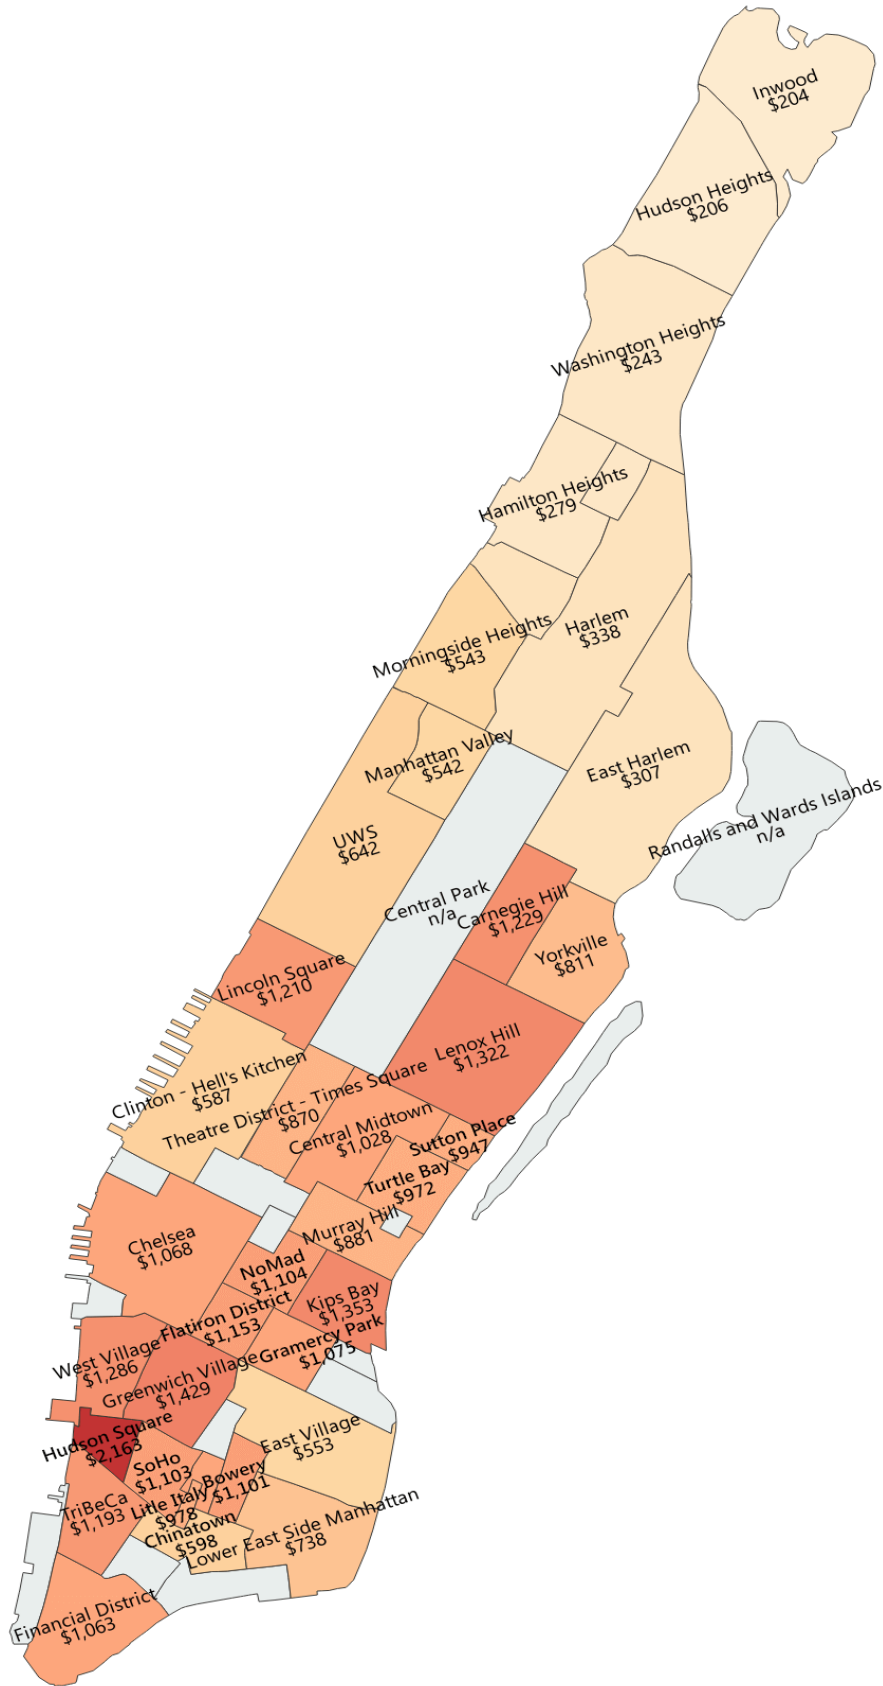 Inwood
$204
Hudson Heights
$206
Washington Heights
$243
Hamilton Heights
$279
Harlem
$338
Morningside Heights
$543
Manhattan Valley
$542
East Harlem
$307
Randalls and Wards Islands
n/a
UWS
$642
Central Park
n/a
Carnegie Hill
$1,229
Yorkville
$811
Lincoln Square
$1,210
Lenox Hill
$1,322
Clinton - Hell's Kitchen
$587
Theatre District - Times Square
$870
Central Midtown
$1,028
Sutton Place
$947
Turtle Bay
$972
Murray Hill
$881
Chelsea
$1,068
NoMad
$1,104
Kips Bay
$1,353
Flatiron District
$1,153
Gramercy Park
$1,075
West Village
$1,286
Greenwich Village
$1,429
Hudson Square
$2,163
East Village
$553
SoHo
$1,103
Bowery
$1,101
TriBeCa
$1,193
Litle Italy
$978
Chinatown
$598
Lower East Side Manhattan
$738
Financial District
$1,063